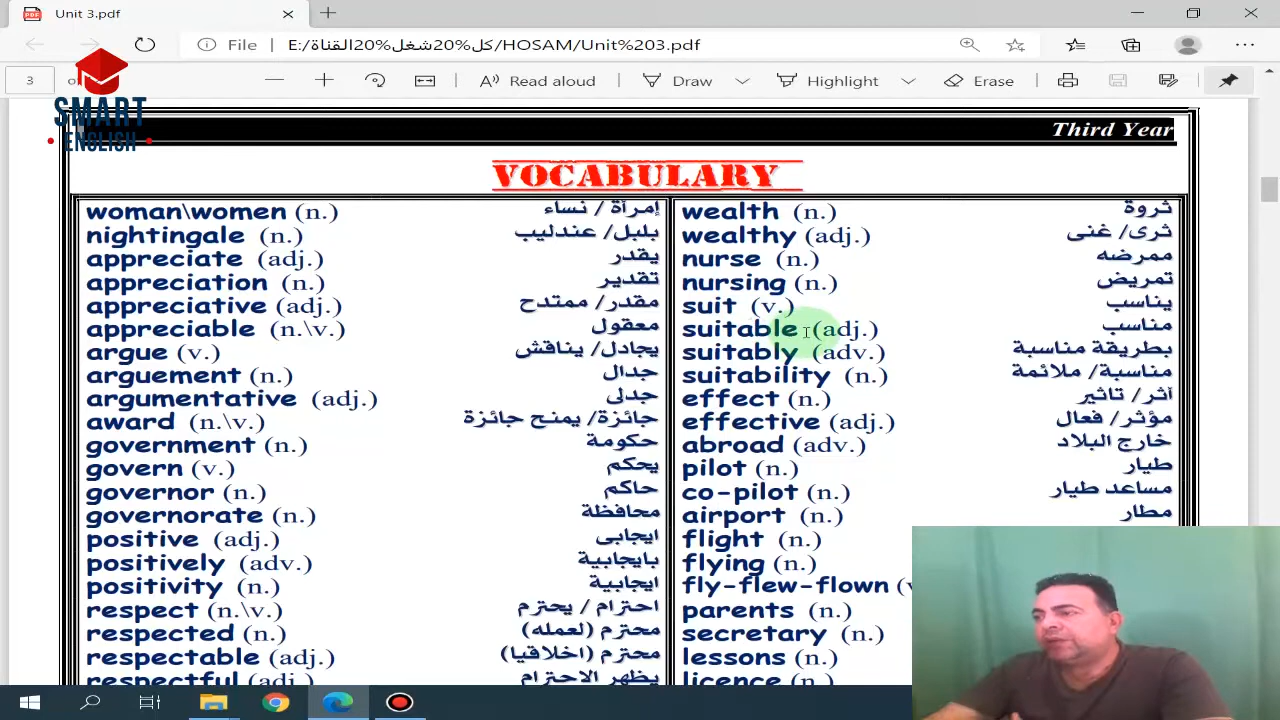 Unit 3.pdf
File
E:/كل%20شغل%20القناة/HOSAM/Unit%203.pdf
3
Read aloud
Draw
Highlight
Erase
SMART
ENGLISH
Third Year
VOCABULARY
woman\women (n.) إمرأة / نساء
nightingale (n.) بلبل/ عندليب
appreciate (adj.) يقدر
appreciation (n.) تقدير
appreciative (adj.) مقدر/ ممتدح
appreciable (n.\v.) معقول
argue (v.) يجادل/ يناقش
arguement (n.) جدال
argumentative (adj.) جدلى
award (n.\v.) جائزة/ يمنح جائزة
government (n.) حكومة
govern (v.) يحكم
governor (n.) حاكم
governorate (n.) محافظة
positive (adj.) ايجابى
positively (adv.) بايجابية
positivity (n.) ايجابية
respect (n.\v.) احترام / يحترم
respected (n.) محترم (لعمله)
respectable (adj.) محترم (اخلاقيا)
respectful (adj.) يظهر الاحترام
wealth (n.) ثروة
wealthy (adj.) ثرى/ غنى
nurse (n.) ممرضه
nursing (n.) تمريض
suit (v.) يناسب
suitable (adj.) مناسب
suitably (adv.) بطريقة مناسبة
suitability (n.) مناسبة/ ملائمة
effect (n.) أثر/ تاثير
effective (adj.) مؤثر/ فعال
abroad (adv.) خارج البلاد
pilot (n.) طيار
co-pilot (n.) مساعد طيار
airport (n.) مطار
flight (n.)
flying (n.)
fly-flew-flown
parents (n.)
secretary (n.)
lessons (n.)
licence (n.)